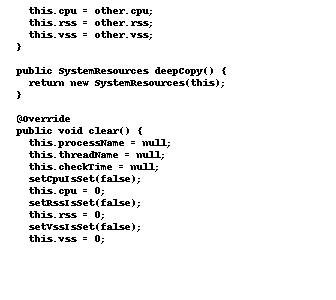 this.cpu = other.cpu;
this.rss = other.rss;
this.vss = other.vss;
}
public SystemResources deepCopy() {
return new SystemResources(this);
}
@Override
public void clear() {
this.processName = null;
this.threadName = null;
this.checkTime = null;
setCpuIsSet(false);
this.cpu = 0;
setRssIsSet(false);
this.rss = 0;
setVssIsSet(false);
this.vss = 0;